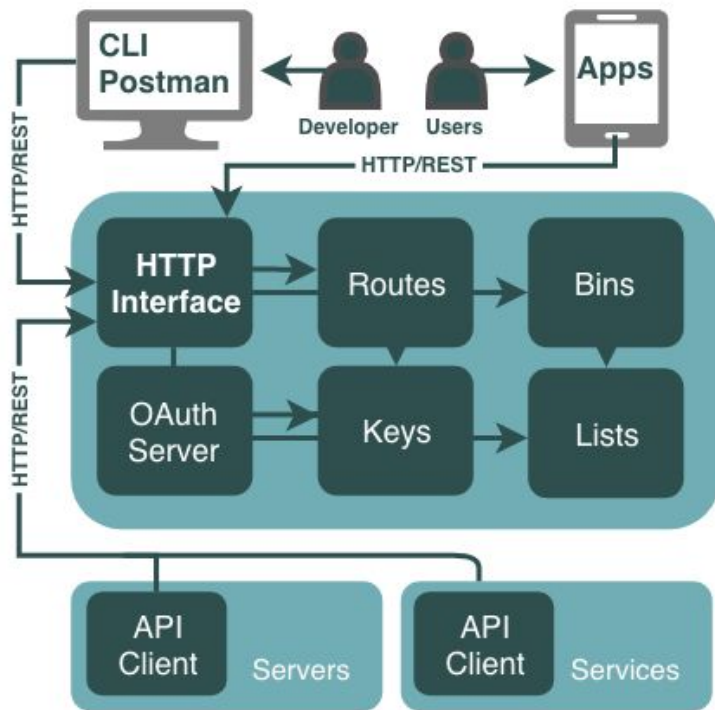 CLI
Postman
Developer
Users
Apps
HTTP/REST
HTTP/REST
HTTP
Interface
Routes
Bins
OAuth
Server
Keys
Lists
HTTP/REST
API
Client
Servers
API
Client
Services